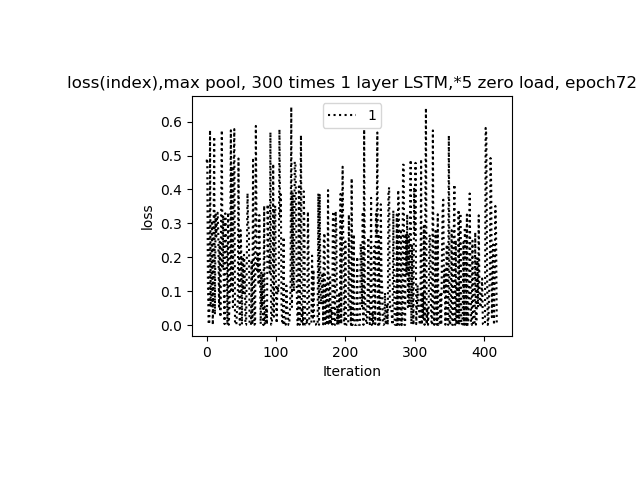 loss(index),max pool, 300 times 1 layer LSTM,*5 zero load, epoch72
1
0.6
0.5
0.4
0.3
0.2
0.1
0.0
loss
0 100 200 300 400
Iteration